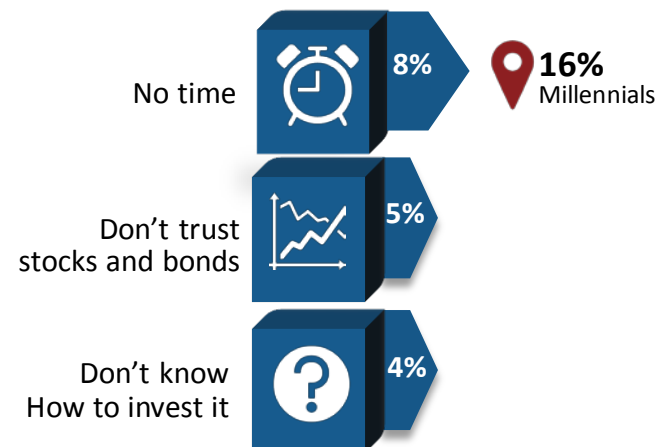 No time
8%
16%
Millennials
Don’t trust
stocks and bonds
5%
Don’t know
How to invest it
4%
?